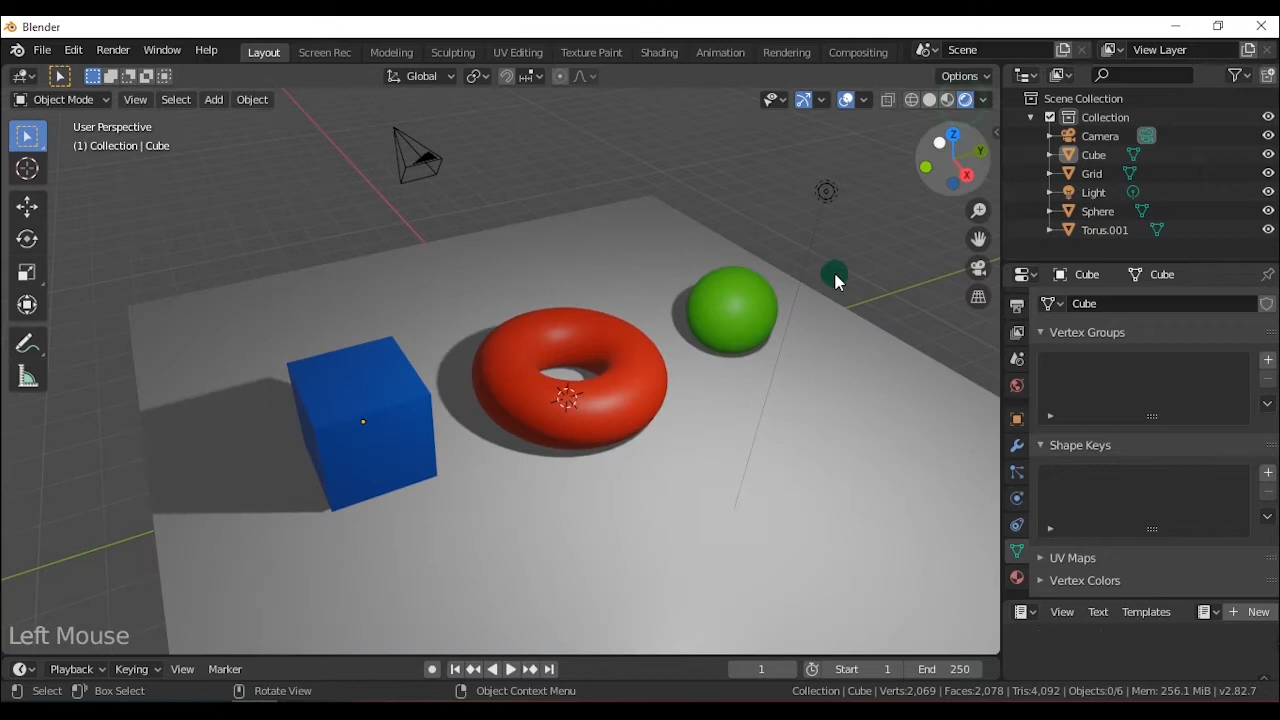 Blender
File Edit Render Window Help Layout Screen Rec Modeling Sculpting UV Editing Texture Paint Shading Animation Rendering Compositing Scene View Layer
Global Options
Object Mode View Select Add Object
User Perspective
(1) Collection | Cube
Z
Y
X
Scene Collection
Collection
Camera
Cube
Grid
Light
Sphere
Torus.001
Cube Cube
Cube
Vertex Groups
Shape Keys
UV Maps
Vertex Colors
View Text Templates New
Left Mouse
Playback Keying View Marker 1 Start 1 End 250
Select Box Select Rotate View Object Context Menu Collection | Cube | Verts:2,069 | Faces:2,078 | Tris:4,092 | Objects:0/6 | Mem: 256.1 MiB | v2.82.7